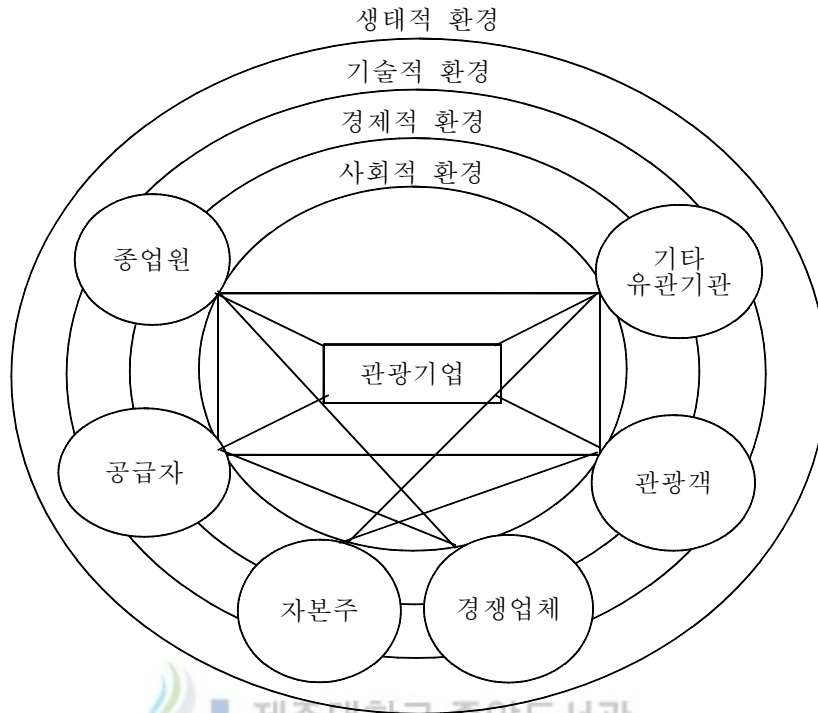 생태적 환경
기술적 환경
경제적 환경
사회적 환경
종업원
기타
유관기관
관광기업
공급자
관광객
자본주
경쟁업체